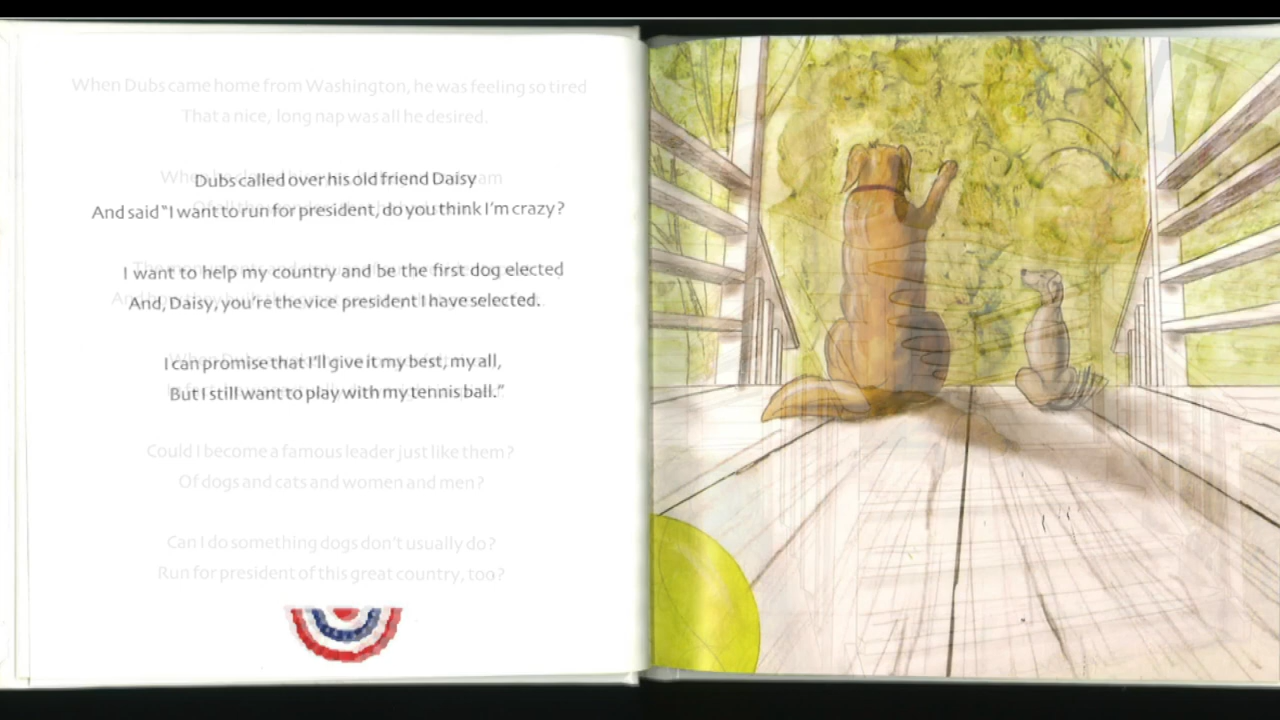 When Dubs came home from Washington, he was feeling so tired
That a nice, long nap was all he desired.
Dubs called over his old friend Daisy
And said "I want to run for president, do you think I'm crazy?
I want to help my country and be the first dog elected
And, Daisy, you're the vice president I have selected.
I can promise that I'll give it my best, my all,
But I still want to play with my tennis ball."
Could I become a famous leader just like them?
Of dogs and cats and women and men?
Can I do something dogs don't usually do?
Run for president of this great country, too?